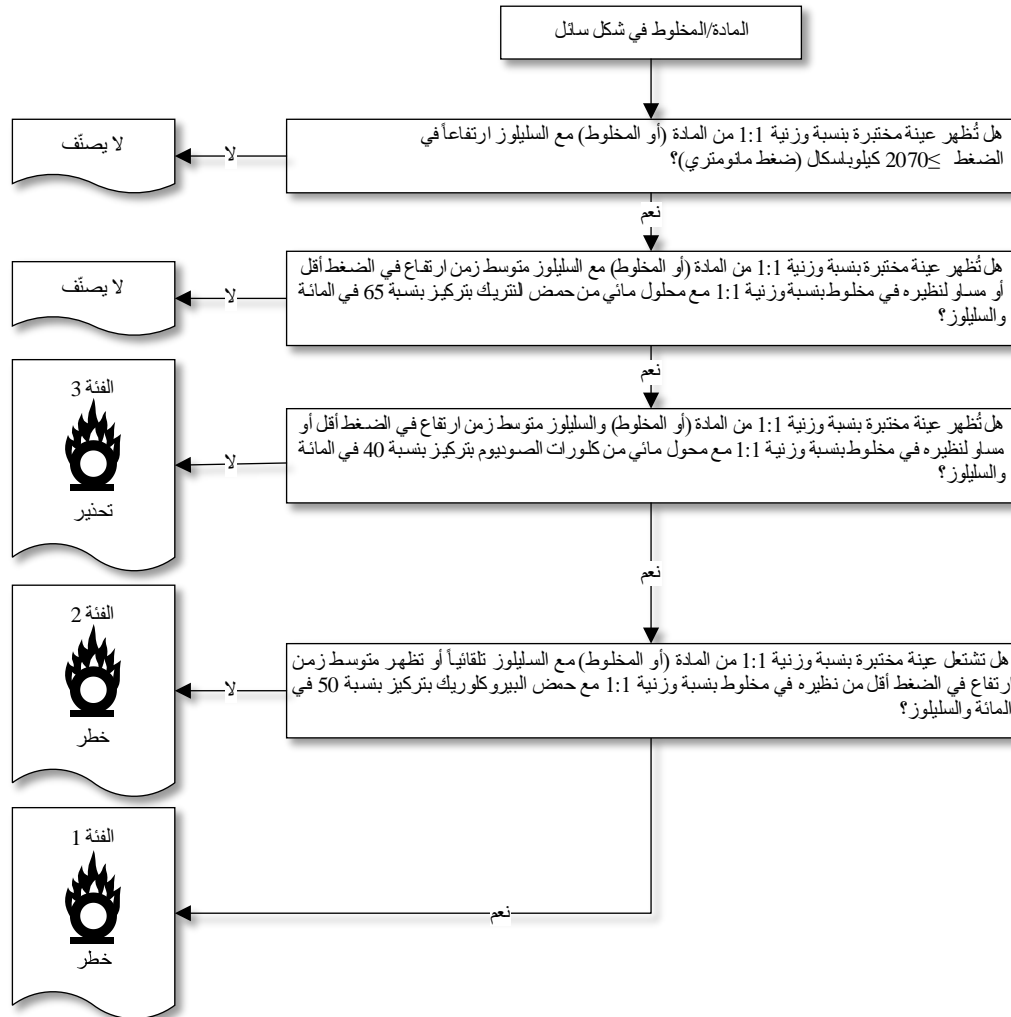 المادة/المخلوط في شكل سائل
هل تُظهر عينة مختبرة بنسبة وزنية 1:1 من المادة (أو المخلوط) مع السليلوز ارتفاعاً في
الضغط ≥2070 كيلوباسكال (ضغط مانومتري)؟
لا
لا يصنّف
نعم
هل تُظهر عينة مختبرة بنسبة وزنية 1:1 من المادة (أو المخلوط) مع السليلوز متوسط زمن ارتفاع في الضغط أقل
أو مساو لنظيره في مخلوط بنسبة وزنية 1:1 مع محلول مائي من حمض النتريك بتركيز بنسبة 65 في المائة
والسليلوز؟
لا
لا يصنّف
نعم
هل تُظهر عينة مختبرة بنسبة وزنية 1:1 من المادة (أو المخلوط) والسليلوز متوسط زمن ارتفاع في الضغط أقل أو
مساو لنظيره في مخلوط بنسبة وزنية 1:1 مع محول مائي من كلورات الصوديوم بتركيز بنسبة 40 في المائة
والسليلوز؟
لا
الفئة 3
تحذير
نعم
هل تشتعل عينة مختبرة بنسبة وزنية 1:1 من المادة (أو المخلوط) مع السليلوز تلقائياً أو تظهر متوسط زمن
ارتفاع في الضغط أقل من نظيره في مخلوط بنسبة وزنية 1:1 مع حمض البيروكلوريك بتركيز بنسبة 50 في
المائة والسليلوز؟
لا
الفئة 2
خطر
نعم
الفئة 1
خطر